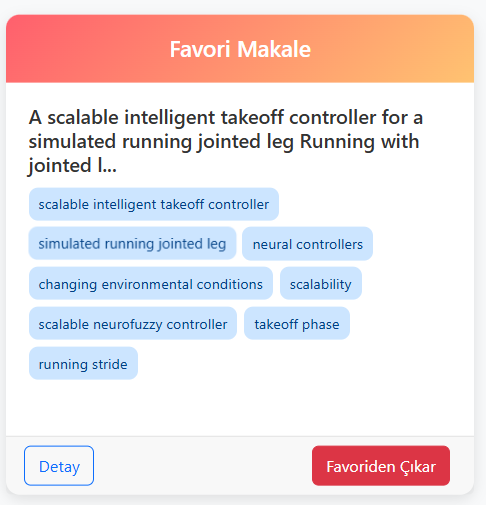 Favori Makale
A scalable intelligent takeoff controller for a
simulated running jointed leg Running with
jointed l...
scalable intelligent takeoff controller
simulated running jointed leg neural controllers
changing environmental conditions scalability
scalable neurofuzzy controller takeoff phase
running stride
Detay Favoriden Çıkar